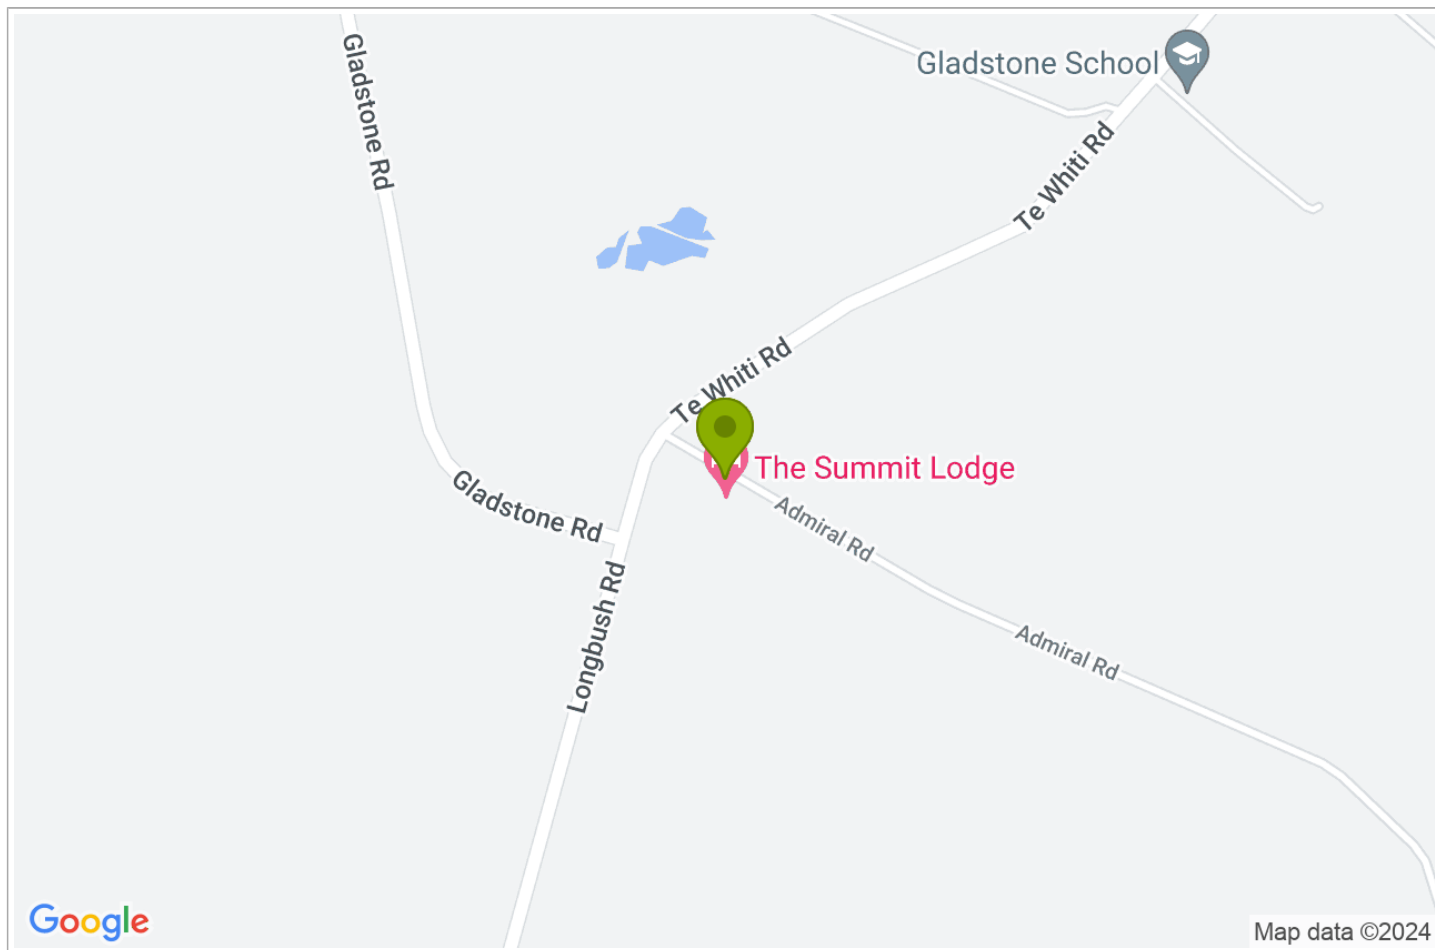 Gladstone Rd
Gladstone School
Te Whiti Rd
Te Whiti Rd
The Summit Lodge
Gladstone Rd
Admiral Rd
Longbush Rd
Admiral Rd
Google
Map data ©2024